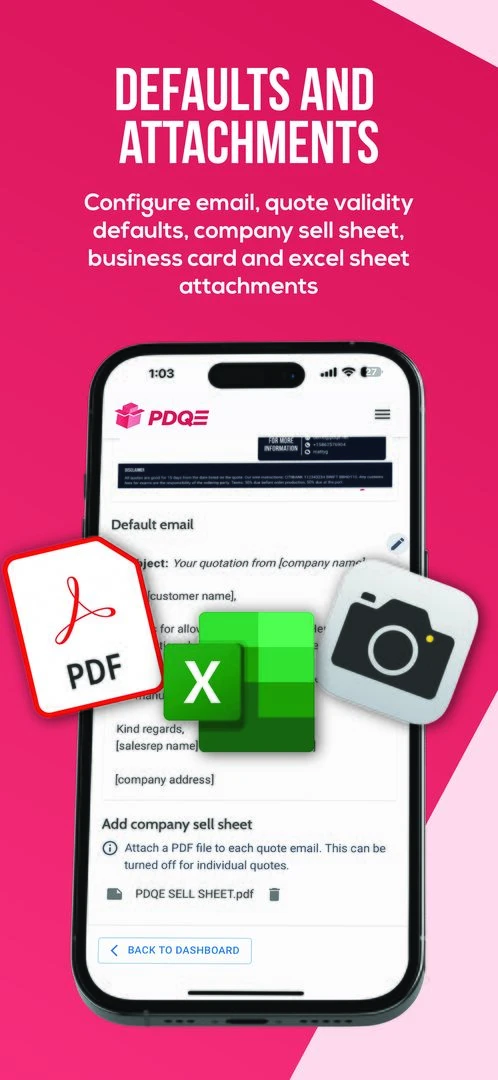 DEFAULTS AND
ATTACHMENTS
Configure email, quote validity
defaults, company sell sheet,
business card and excel sheet
attachments
1:03
27
PDQE
FOR MORE
INFORMATION
DISCLAIMER
Default email
bject: Your quotation from [company name]
[customer name],
s for allow
Kind regards,
[salesrep name]
[company address]
PDF
X
Add company sell sheet
Attach a PDF file to each quote email. This can be
turned off for individual quotes.
PDQE SELL SHEET.pdf
BACK TO DASHBOARD